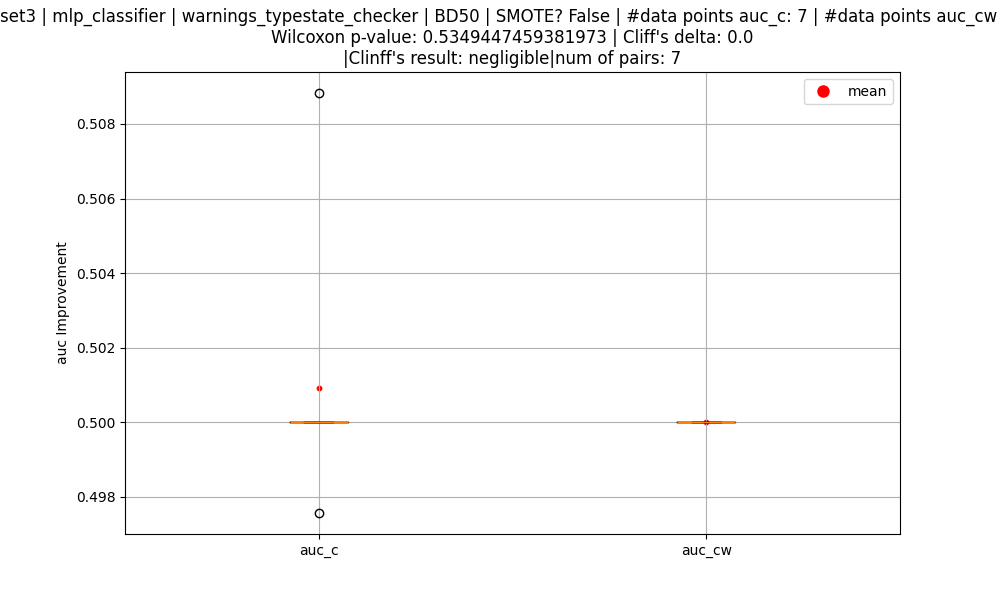 set3 | mlp_classifier | warnings_typestate_checker | BD50 | SMOTE? False | #data points auc_c: 7 | #data points auc_cw
Wilcoxon p-value: 0.5349447459381973 | Cliff's delta: 0.0
|Clinff's result: negligible|num of pairs: 7
mean
0.508
0.506
0.504
0.502
0.500
0.498
auc Improvement
auc_c
auc_cw